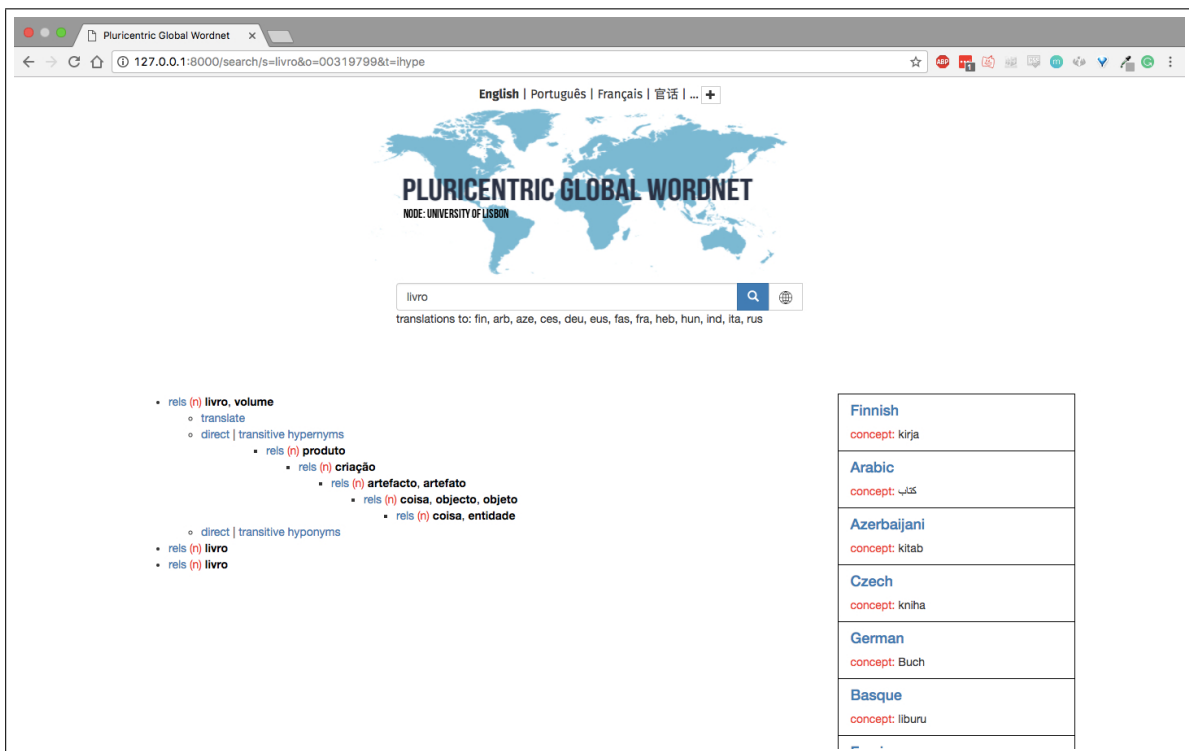 Pluricentric Global Wordnet
127.0.0.1:8000/search/s=livro&o=00319799&t=ihype
English | Português | Français | 官话 | ... +
PLURICENTRIC GLOBAL WORDNET
NODE: UNIVERSITY OF LISBON
livro
translations to: fin, arb, aze, ces, deu, eus, fas, fra, heb, hun, ind, ita, rus
rels (n) livro, volume
translate
direct | transitive hypernyms
rels (n) produto
rels (n) criação
rels (n) artefacto, artefato
rels (n) coisa, objecto, objeto
rels (n) coisa, entidade
direct | transitive hyponyms
rels (n) livro
rels (n) livro
Finnish
concept: kirja
Arabic
concept: كتاب
Azerbaijani
concept: kitab
Czech
concept: kniha
German
concept: Buch
Basque
concept: liburu